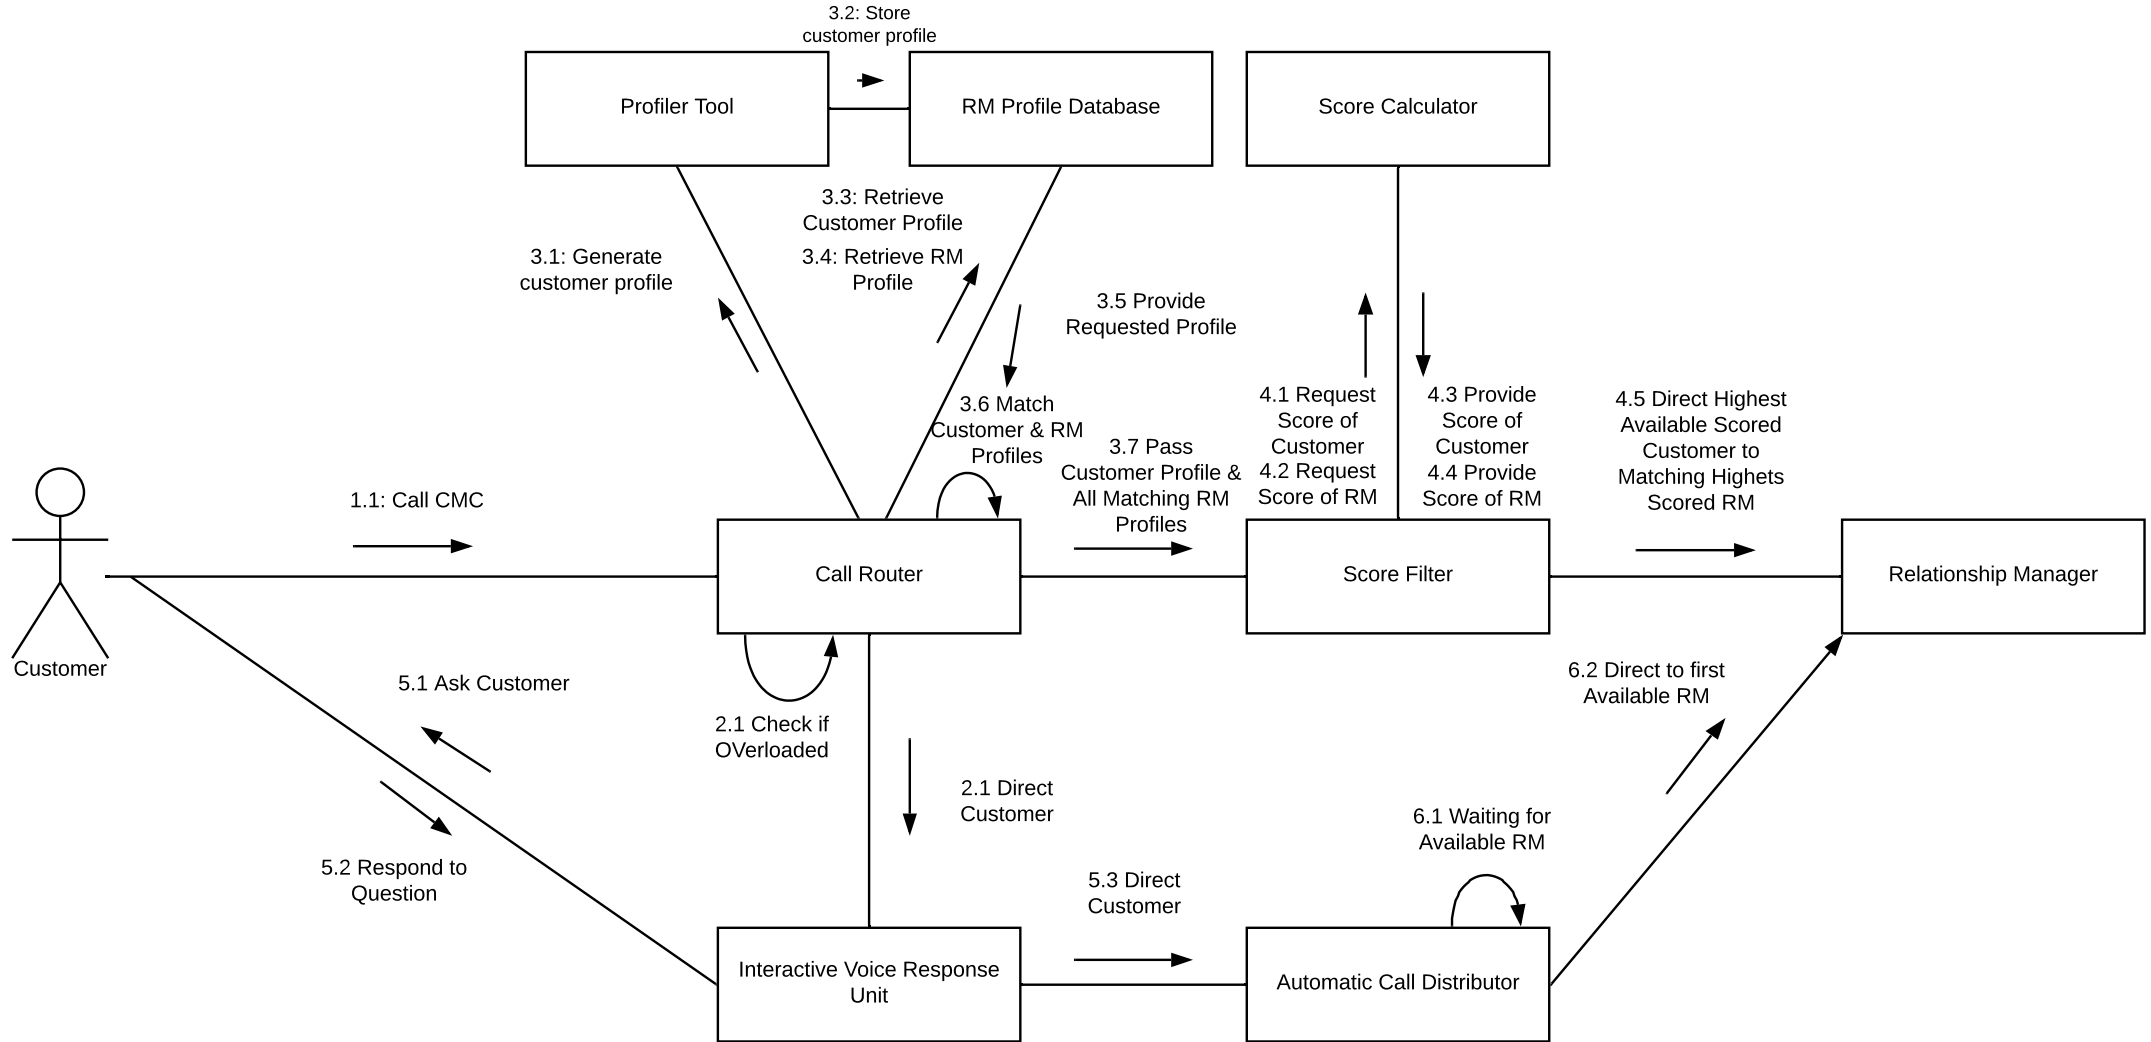 3.2: Store
customer profile
Profiler Tool
RM Profile Database
Score Calculator
3.3: Retrieve
Customer Profile
3.1: Generate
customer profile
3.4: Retrieve RM
Profile
3.5 Provide
Requested Profile
3.6 Match
Customer & RM
Profiles
3.7 Pass
Customer Profile &
All Matching RM
Profiles
4.1 Request
Score of
Customer
4.2 Request
Score of RM
4.3 Provide
Score of
Customer
4.4 Provide
Score of RM
4.5 Direct Highest
Available Scored
Customer to
Matching Highets
Scored RM
1.1: Call CMC
Call Router
Score Filter
Relationship Manager
Customer
5.1 Ask Customer
2.1 Check if
OVerloaded
6.2 Direct to first
Available RM
2.1 Direct
Customer
6.1 Waiting for
Available RM
5.2 Respond to
Question
5.3 Direct
Customer
Interactive Voice Response
Unit
Automatic Call Distributor